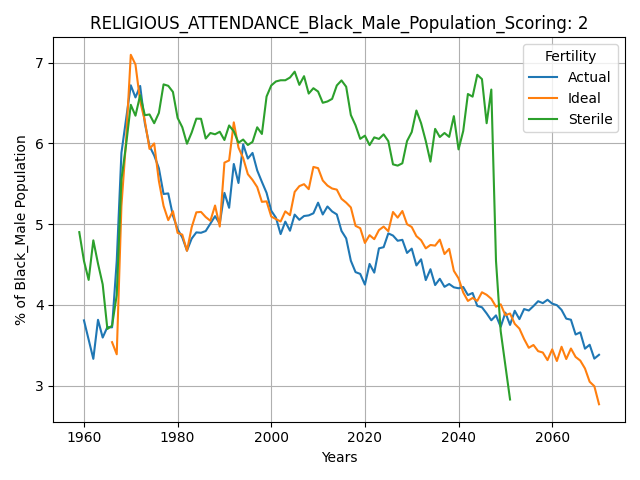 RELIGIOUS_ATTENDANCE_Black_Male_Population_Scoring: 2
Fertility
Actual
Ideal
Sterile
% of Black_Male Population
7
6
5
4
3
1960 1980 2000 2020 2040 2060
Years